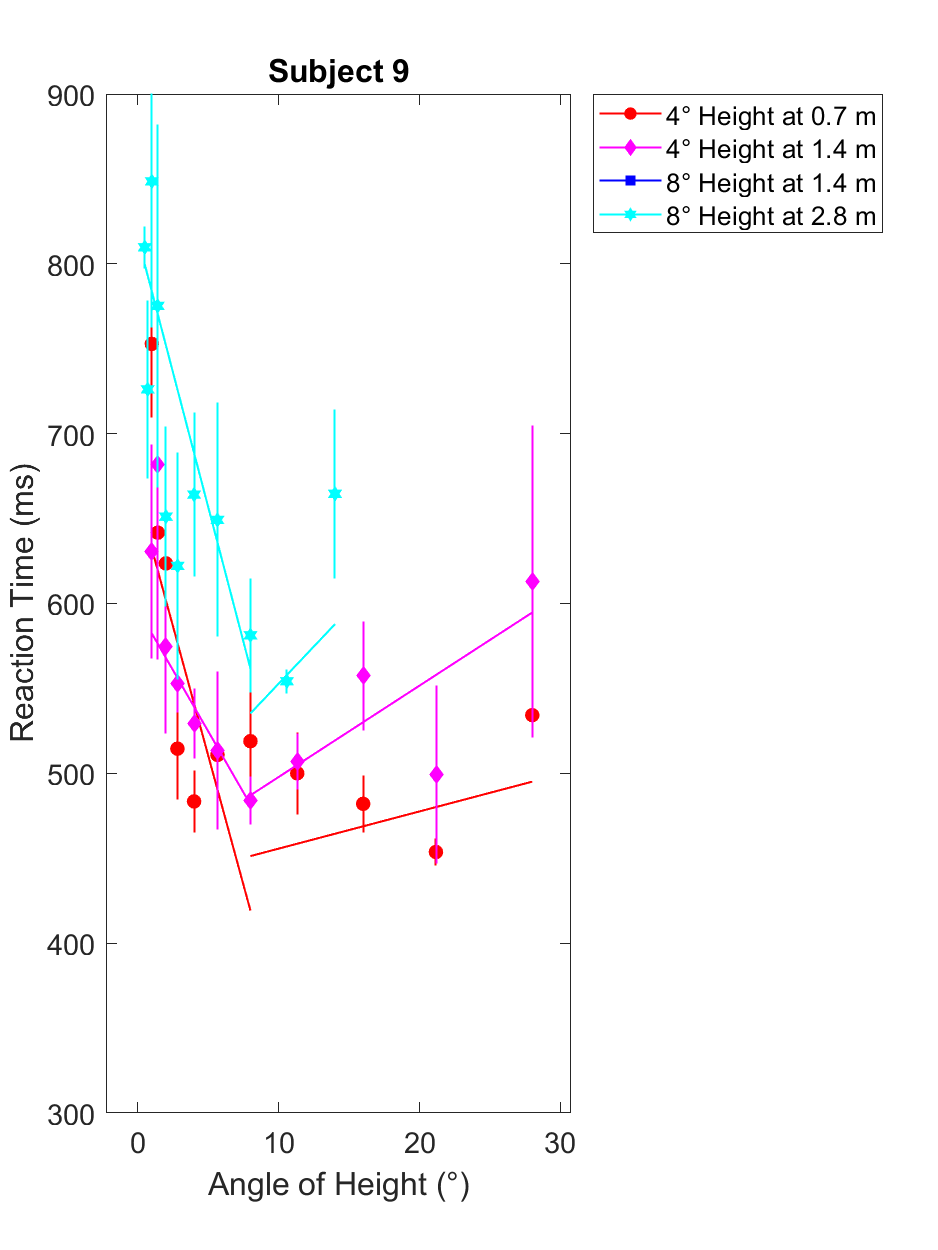 Subject 9
900
800
700
600
500
400
300
0 10 20 30
Reaction Time (ms)
Angle of Height (°)
4° Height at 0.7 m
4° Height at 1.4 m
8° Height at 1.4 m
8° Height at 2.8 m